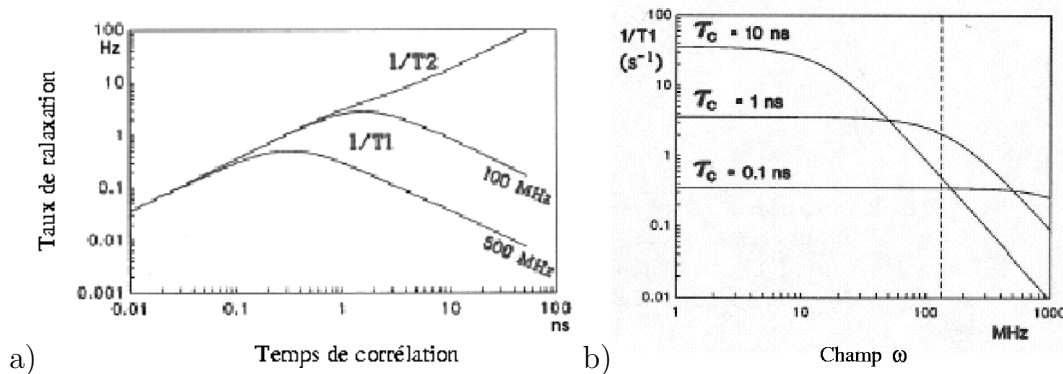 100
Hz
10
1
0.1
0.01
0.001
0.01
0.1
1
10
100
ns
Taux de ralaxation
1/T2
1/T1
100 MHz
500 MHz
Temps de corrélation
a)
100
1/T1
(s⁻¹)
10
1
0.1
0.01
τc = 10 ns
τc = 1 ns
τc = 0.1 ns
1
10
100
1000
MHz
Champ ω
b)